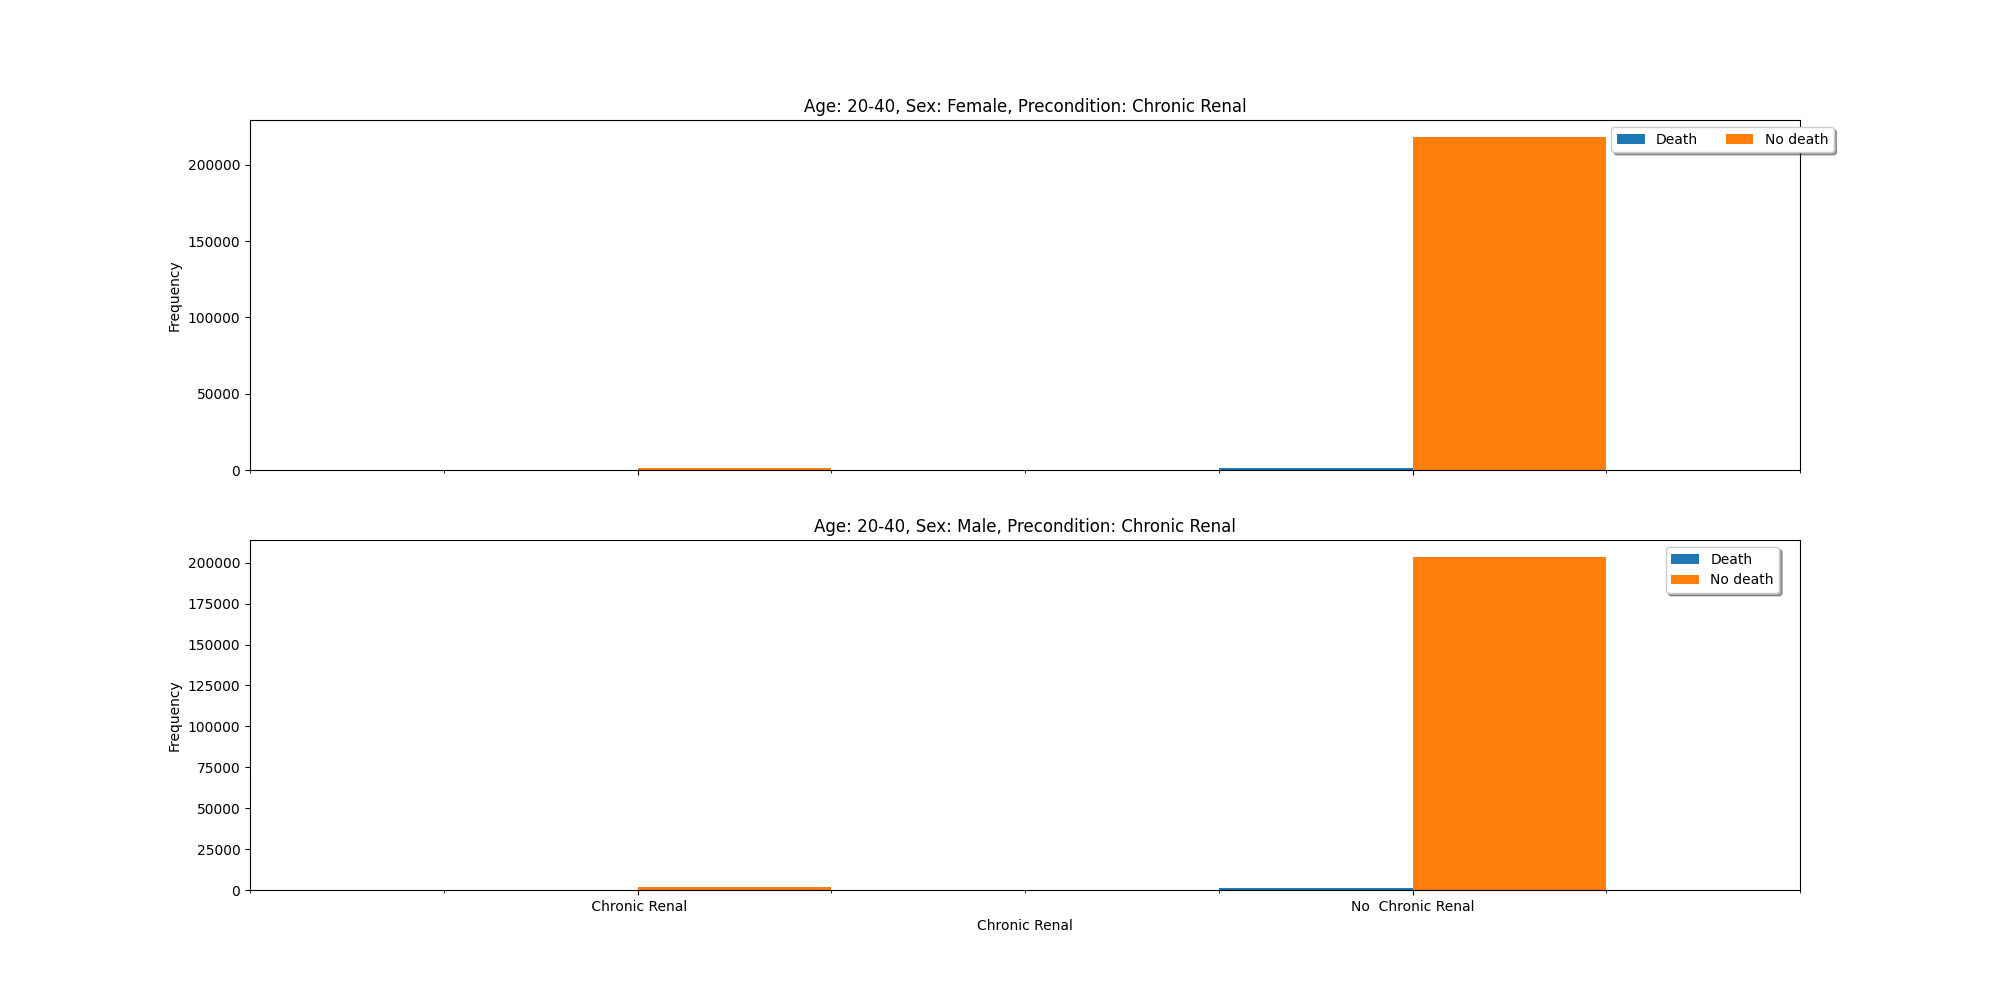 Age: 20-40, Sex: Female, Precondition: Chronic Renal
Death No death
200000
150000
100000
50000
0
Frequency
Age: 20-40, Sex: Male, Precondition: Chronic Renal
Death
No death
200000
175000
150000
125000
100000
75000
50000
25000
0
Frequency
Chronic Renal No  Chronic Renal
Chronic Renal